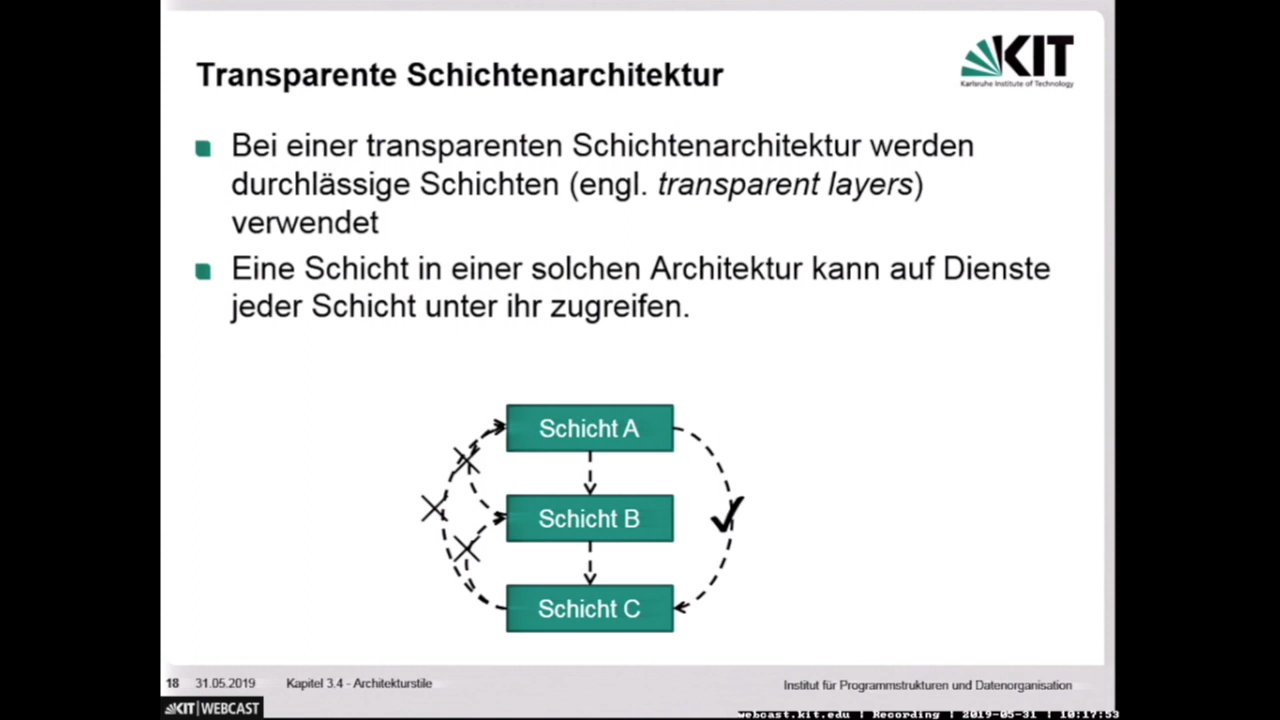 Transparente Schichtenarchitektur
KIT
Karlsruhe Institute of Technology
Bei einer transparenten Schichtenarchitektur werden
durchlässige Schichten (engl. transparent layers)
verwendet
Eine Schicht in einer solchen Architektur kann auf Dienste
jeder Schicht unter ihr zugreifen.
Schicht A
Schicht B
Schicht C
18 31.05.2019 Kapitel 3.4 - Architekturstile Institut für Programmstrukturen und Datenorganisation
KIT | WEBCAST
webcast.kit.edu | Recording | 2019-05-31 | 10:17:53